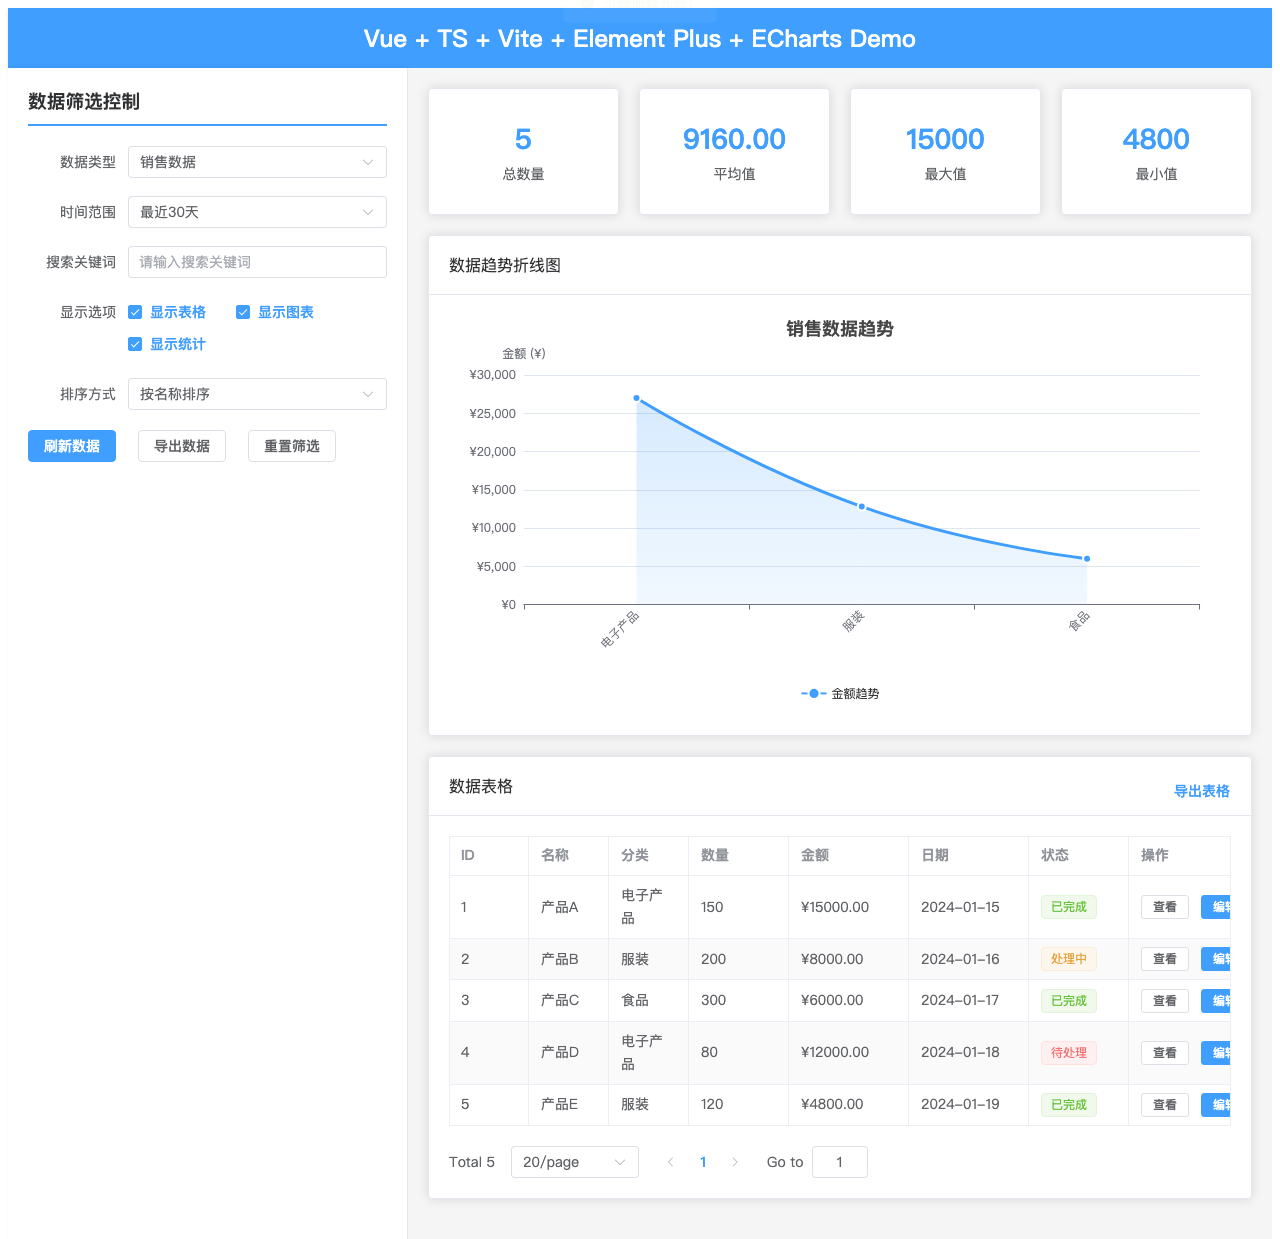 Vue + TS + Vite + Element Plus + ECharts Demo
数据筛选控制
数据类型 销售数据
时间范围 最近30天
搜索关键词 请输入搜索关键词
显示选项 显示表格 显示图表
显示统计
排序方式 按名称排序
刷新数据 导出数据 重置筛选
5 9160.00 15000 4800
总数量 平均值 最大值 最小值
数据趋势折线图
销售数据趋势
金额 (¥)
¥30,000
¥25,000
¥20,000
¥15,000
¥10,000
¥5,000
¥0
电子产品 服装 食品
金额趋势
数据表格 导出表格
ID 名称 分类 数量 金额 日期 状态 操作
1 产品A 电子产品 150 ¥15000.00 2024-01-15 已完成 查看 编
2 产品B 服装 200 ¥8000.00 2024-01-16 处理中 查看 编
3 产品C 食品 300 ¥6000.00 2024-01-17 已完成 查看 编
4 产品D 电子产品 80 ¥12000.00 2024-01-18 待处理 查看 编
5 产品E 服装 120 ¥4800.00 2024-01-19 已完成 查看 编
Total 5 20/page 1 Go to 1